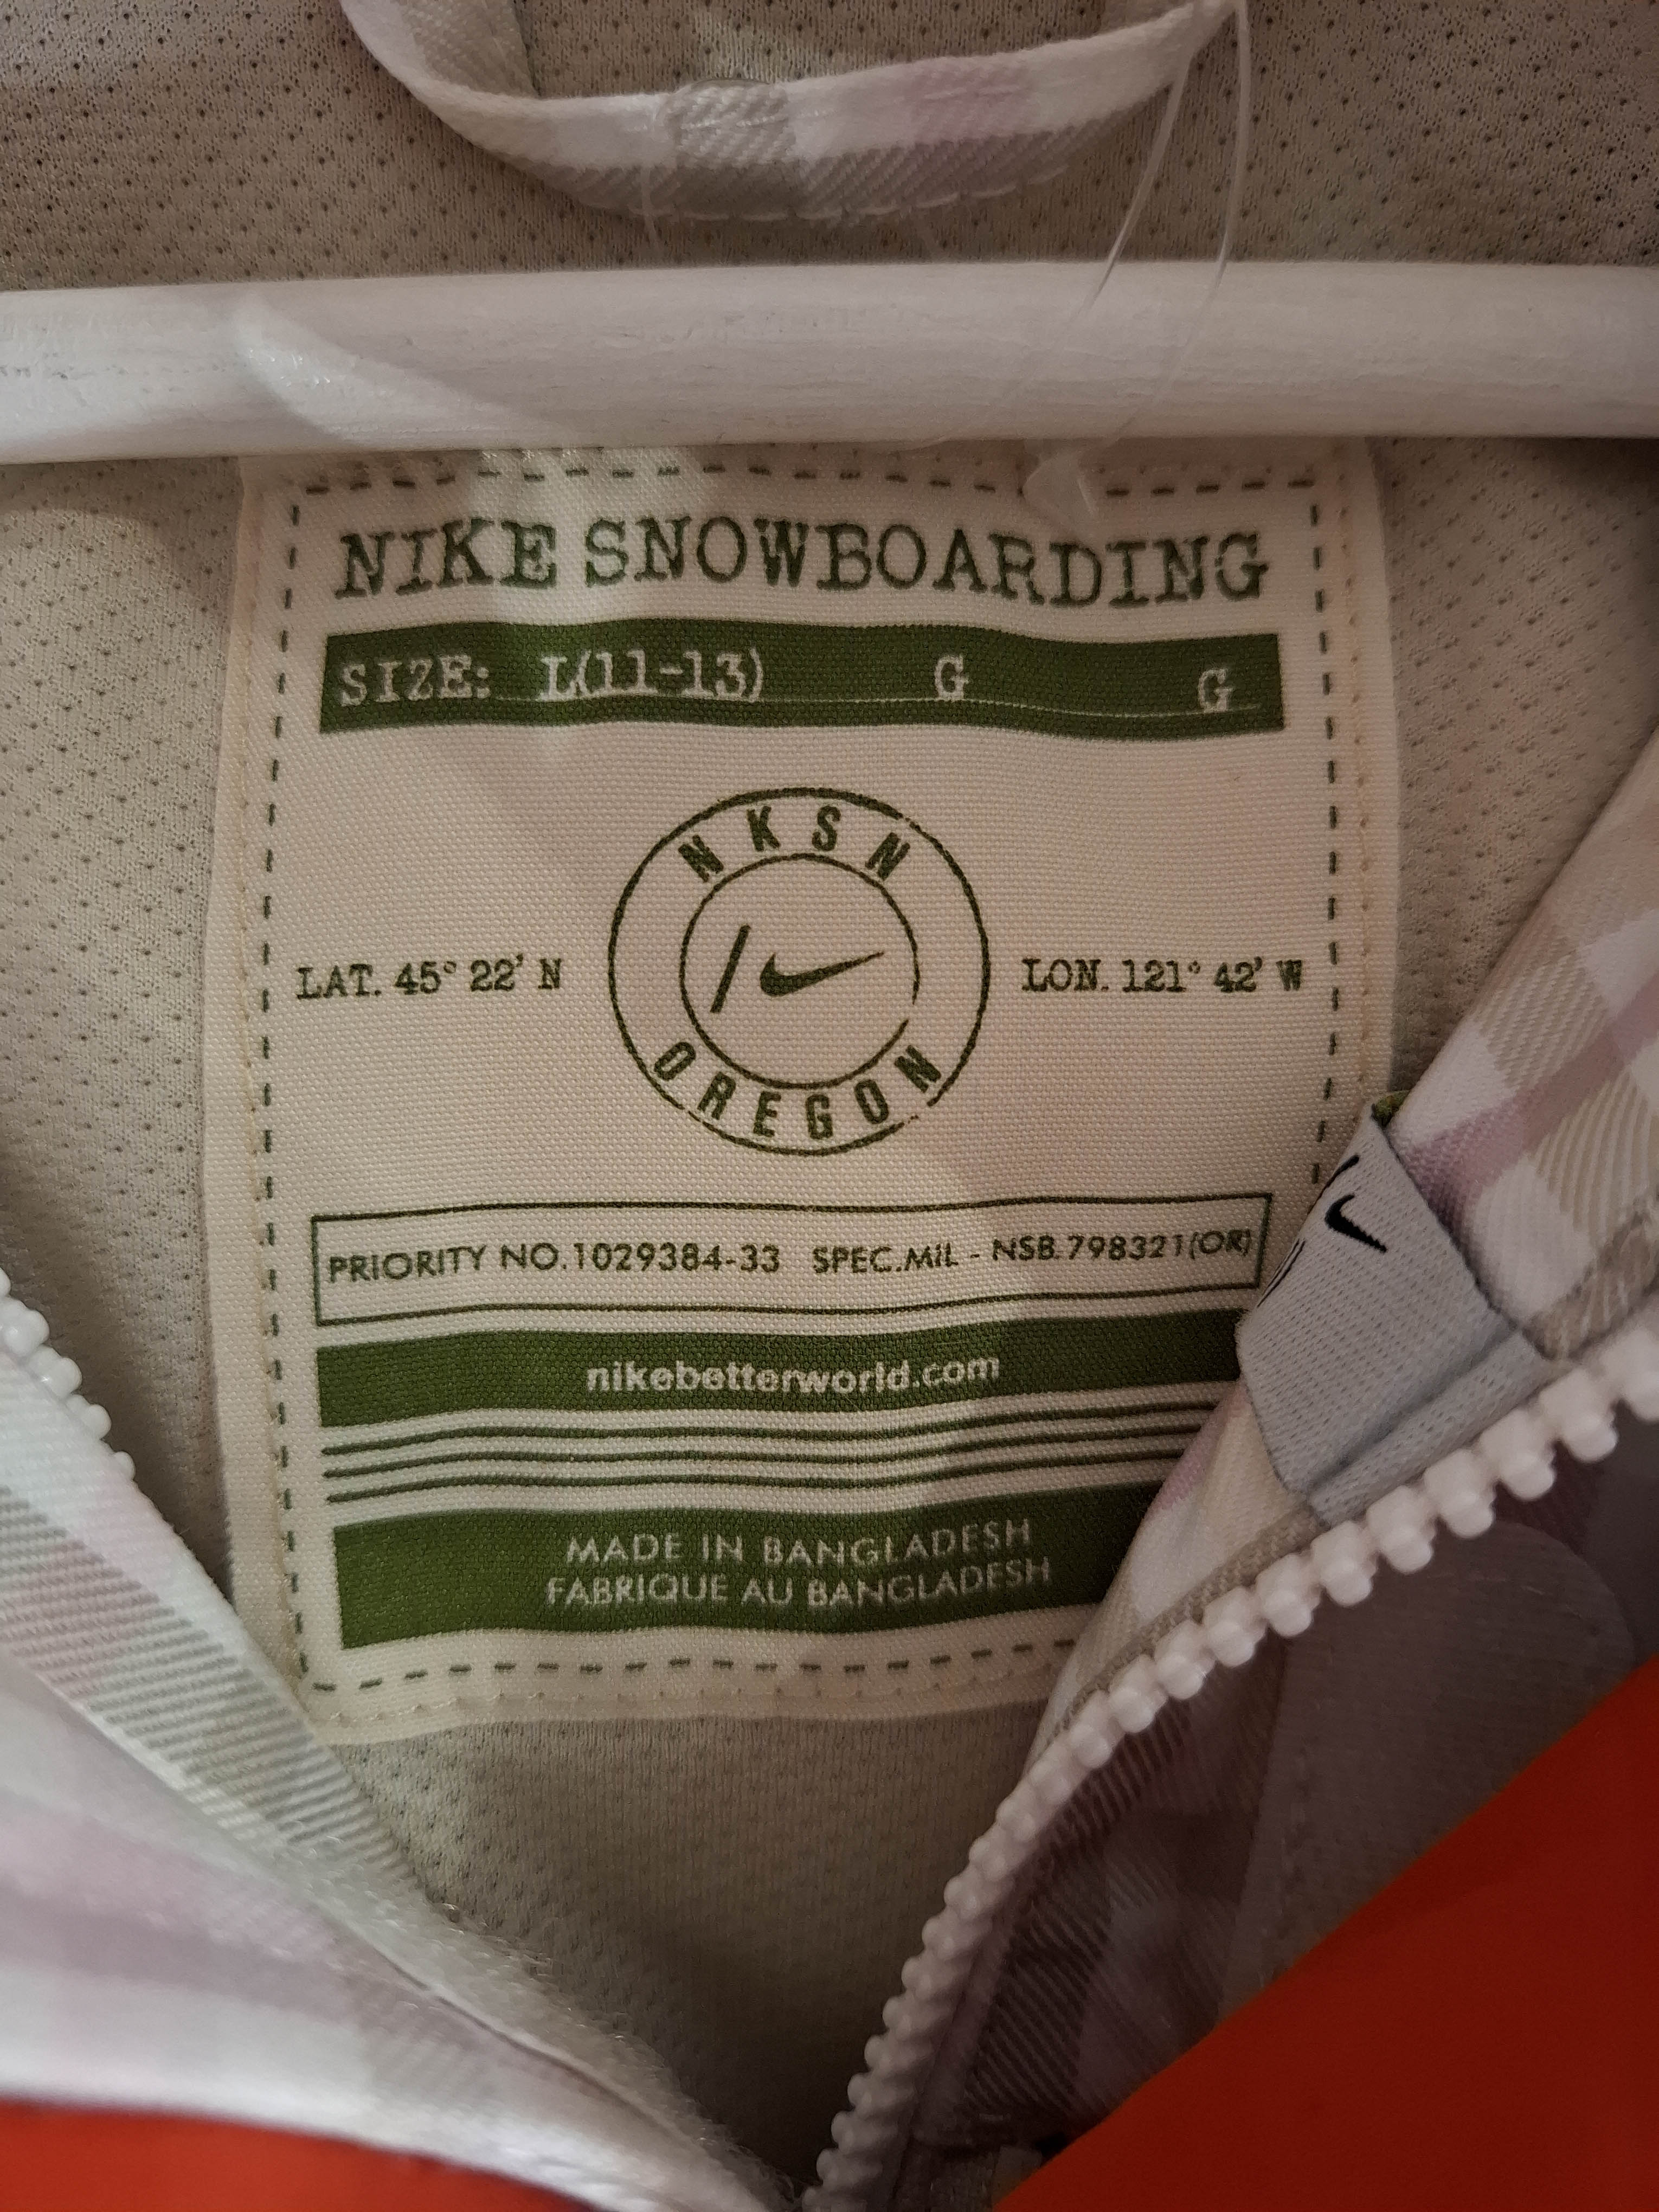 NIKE SNOWBOARDING
SIZE: L(11-13) G G
NKSN
LAT. 45° 22' N
LON. 121° 42' W
OREGON
PRIORITY NO.1029384-33 SPEC.MIL - NSB.798321(OR)
nikebetterworld.com
MADE IN BANGLADESH
FABRIQUE AU BANGLADESH